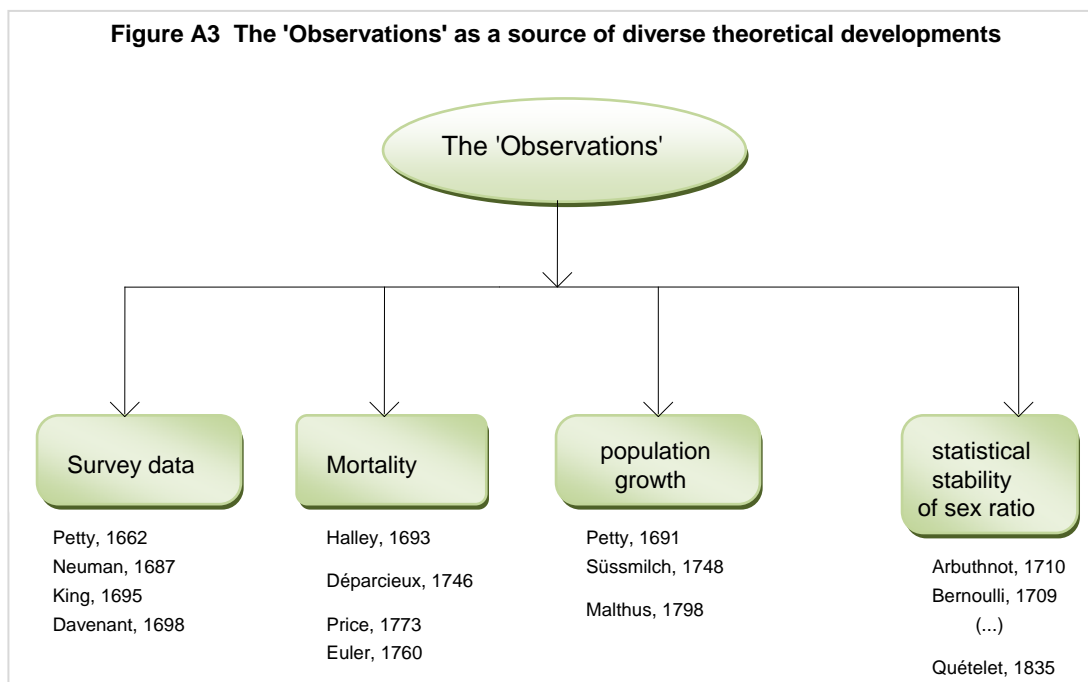 Figure A3  The 'Observations' as a source of diverse theoretical developments
The 'Observations'
Survey data
Petty, 1662
Neuman, 1687
King, 1695
Davenant, 1698
Mortality
Halley, 1693
Déparcieux, 1746
Price, 1773
Euler, 1760
population
growth
Petty, 1691
Süssmilch, 1748
Malthus, 1798
statistical
stability
of sex ratio
Arbuthnot, 1710
Bernoulli, 1709
(...)
Quételet, 1835